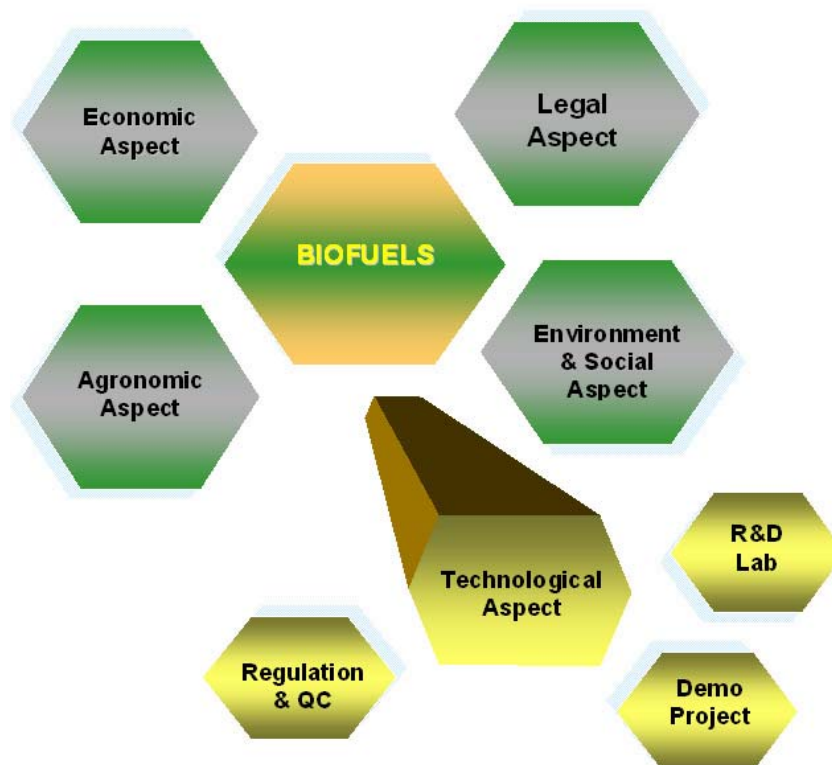 Economic
Aspect
Legal
Aspect
BIOFUELS
Agronomic
Aspect
Environment
& Social
Aspect
Technological
Aspect
R&D
Lab
Regulation
& QC
Demo
Project